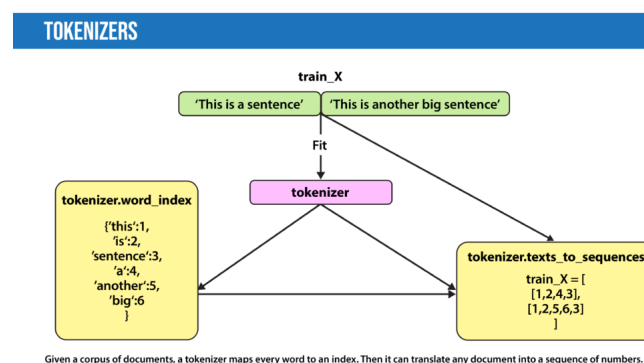 TOKENIZERS
train_X
‘This is a sentence’
‘This is another big sentence’
Fit
tokenizer
tokenizer.word_index
{'this':1,
'is':2,
'sentence':3,
'a':4,
'another':5,
'big':6
}
tokenizer.texts_to_sequences
train_X = [
[1,2,4,3],
[1,2,5,6,3]
]
Given a corpus of documents, a tokenizer maps every word to an index. Then it can translate any document into a sequence of numbers.